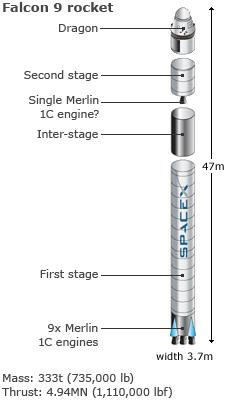 Falcon 9 rocket
Dragon
Second stage
Single Merlin
1C engine?
Inter-stage
47m
SPACEX
First stage
9x Merlin
1C engines
width 3.7m
Mass: 333t (735,000 lb)
Thrust: 4.94MN (1,110,000 lbf)